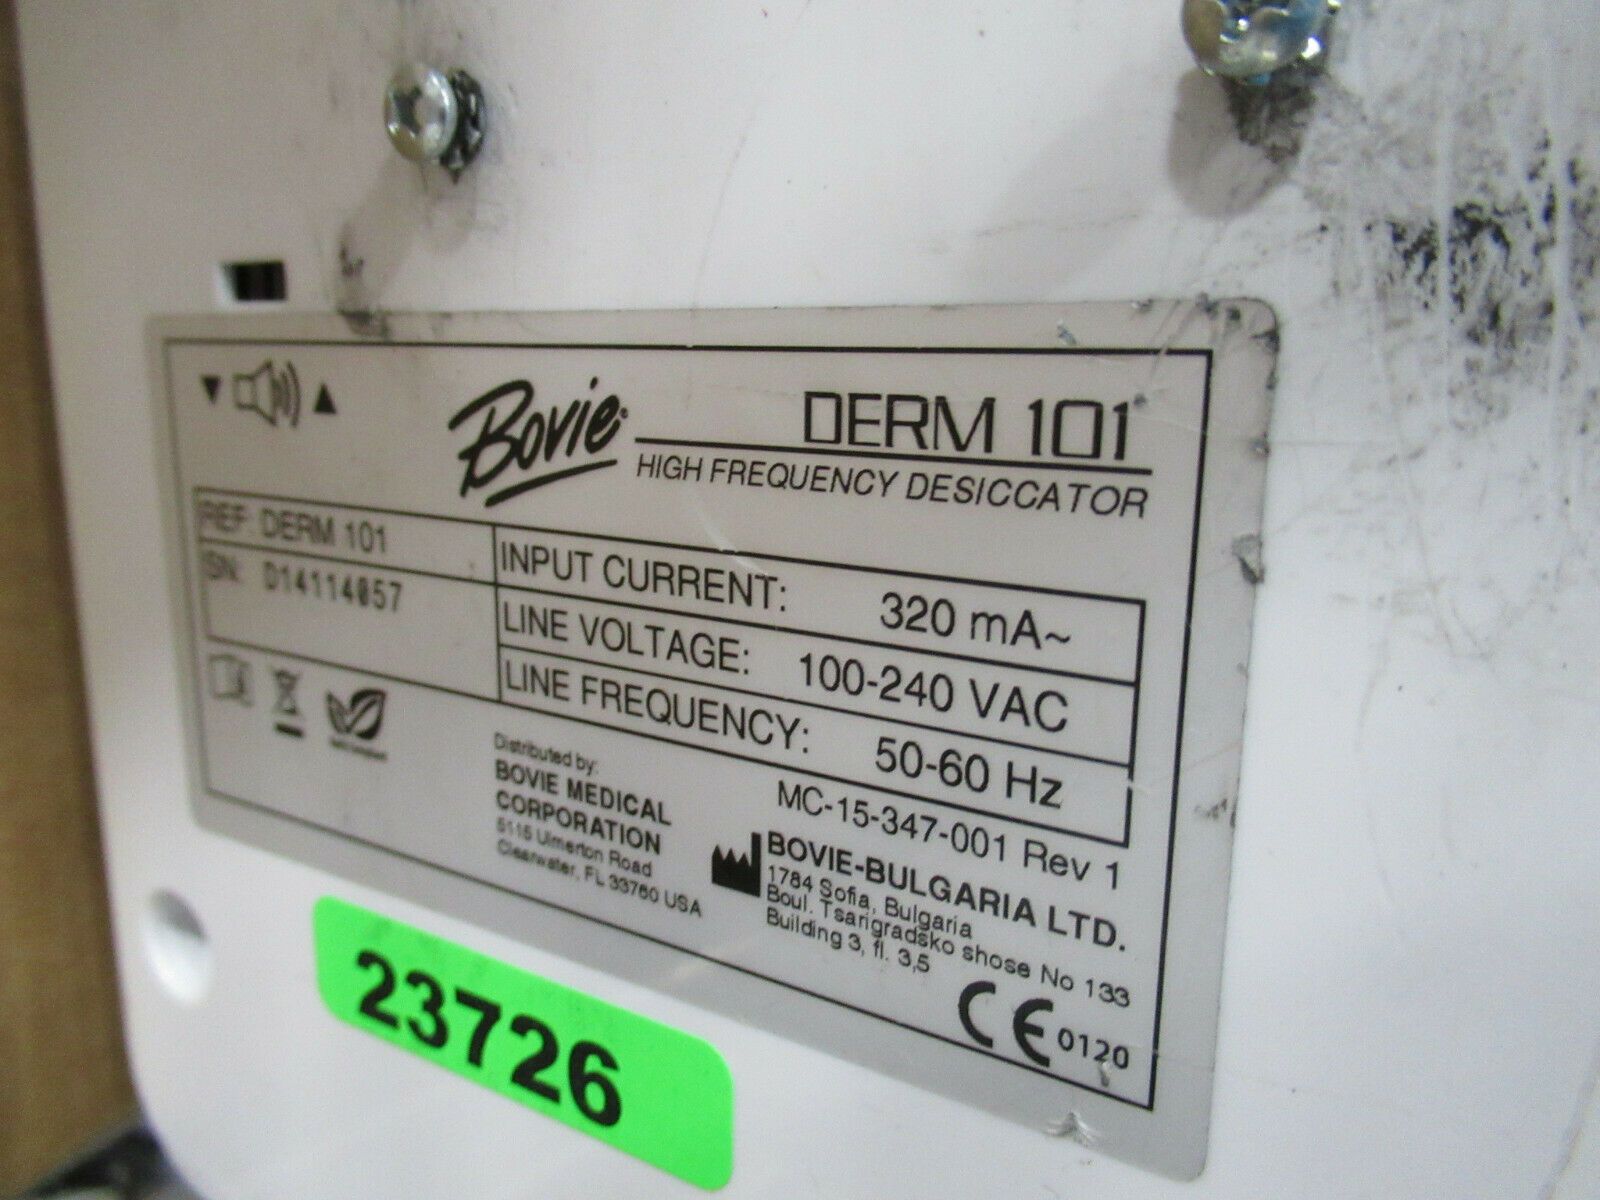 Bovie
DERM 101
HIGH FREQUENCY DESICCATOR
REF: DERM 101
SN: D14114057
INPUT CURRENT: 320 mA~
LINE VOLTAGE: 100-240 VAC
LINE FREQUENCY: 50-60 Hz
MC-15-347-001 Rev 1
Distributed by:
BOVIE MEDICAL
CORPORATION
5115 Ulmerton Road
Clearwater, FL 33760 USA
BOVIE-BULGARIA LTD.
1784 Sofia, Bulgaria
Boul. Tsarigradsko shose No 133
Building 3, fl. 3,5
CE 0120
23726